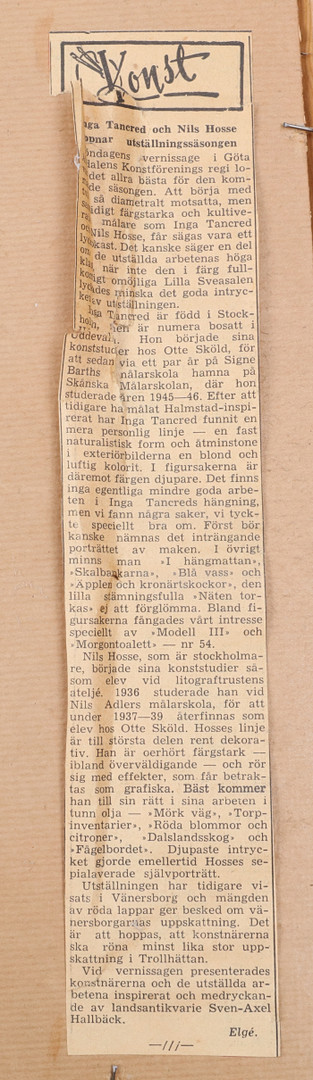 Konst
nga Tancred och Nils Hosse
ppnar utställningssäsongen
öndagens vernissage i Göta
ialens Konstförenings regi lo-
det allra bästa för den kom-
de säsongen. Att börja med
så diametralt motsatta, men
idigt färgstarka och kultive-
målare som Inga Tancred
Nils Hosse, får sägas vara ett
lyckokast. Det kanske säger en del
om de utställda arbetenas höga
när inte den i färg full-
komligt omöjliga Lilla Sveasalen
lyckades minska det goda intryc-
ket av utställningen.
Inga Tancred är född i Stock-
holm, men är numera bosatt i
Uddevalla. Hon började sina
konststudier hos Otte Sköld, för
att sedan via ett par år på Signe
Barths målarskola hamna på
Skånska Målarskolan, där hon
studerade åren 1945—46. Efter att
tidigare ha målat Halmstad-inspi-
rerat har Inga Tancred funnit en
mera personlig linje — en fast
naturalistisk form och åtminstone
i exteriörbilderna en blond och
luftig kolorit. I figursakerna är
däremot färgen djupare. Det finns
inga egentliga mindre goda arbe-
ten i Inga Tancreds hängning,
men vi fann några saker, vi tyck-
te speciellt bra om. Först bör
kanske nämnas det inträngande
porträttet av maken. I övrigt
minns man »I hängmattan»,
»Skalbaakarna», »Blå vass» och
»Äpplen och kronärtskockor», den
lilla stämningsfulla »Näten tor-
kas» ej att förglömma. Bland fi-
gursakerna fångades vårt intresse
speciellt av »Modell III» och
»Morgontoalett» — nr 54.
Nils Hosse, som är stockholma-
re, började sina konststudier så-
som elev vid litograftrustens
ateljé. 1936 studerade han vid
Nils Adlers målarskola, för att
under 1937—39 återfinnas som
elev hos Otte Sköld. Hosses linje
är till största delen rent dekora-
tiv. Han är oerhört färgstark —
ibland överväldigande — och rör
sig med effekter, som får betrak-
tas som grafiska. Bäst kommer
han till sin rätt i sina arbeten i
tunn olja — »Mörk väg», »Torp-
inventarier», »Röda blommor och
citroner», »Dalslandsskog» och
»Fågelbordet». Djupaste intryc-
ket gjorde emellertid Hosses se-
pialaverade självporträtt.
Utställningen har tidigare vi-
sats i Vänersborg och mängden
av röda lappar ger besked om vä-
nersborgarnas uppskattning. Det
är att hoppas, att konstnärerna
ska röna minst lika stor upp-
skattning i Trollhättan.
Vid vernissagen presenterades
konstnärerna och de utställda ar-
betena inspirerat och medryckan-
de av landsantikvarie Sven-Axel
Hallbäck.
Elgé.